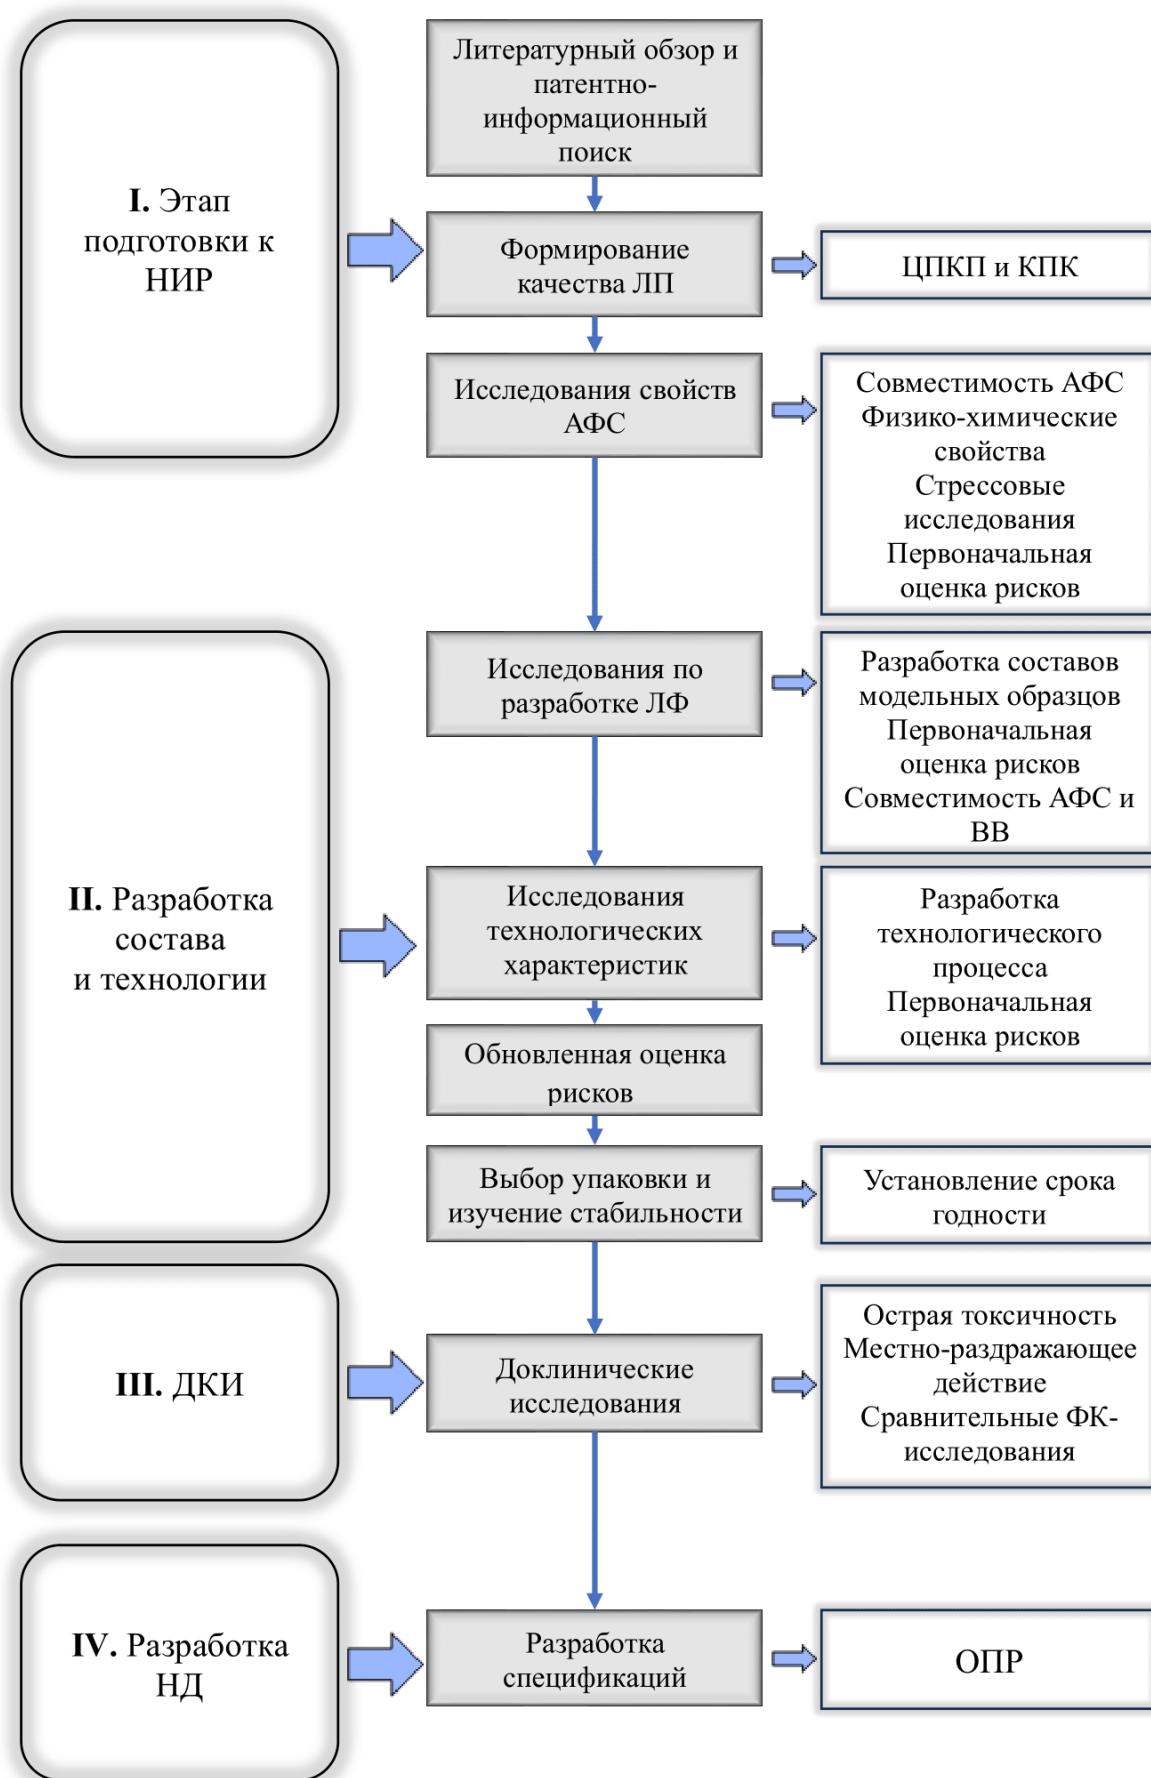 Литературный обзор и
патентно-
информационный
поиск
I. Этап
подготовки к
НИР
Формирование
качества ЛП
ЦПКП и КПК
Исследования свойств
АФС
Совместимость АФС
Физико-химические
свойства
Стрессовые
исследования
Первоначальная
оценка рисков
Исследования по
разработке ЛФ
Разработка составов
модельных образцов
Первоначальная
оценка рисков
Совместимость АФС и
ВВ
II. Разработка
состава
и технологии
Исследования
технологических
характеристик
Разработка
технологического
процесса
Первоначальная
оценка рисков
Обновленная оценка
рисков
Выбор упаковки и
изучение стабильности
Установление срока
годности
III. ДКИ
Доклинические
исследования
Острая токсичность
Местно-раздражающее
действие
Сравнительные ФК-
исследования
IV. Разработка
НД
Разработка
спецификаций
ОПР